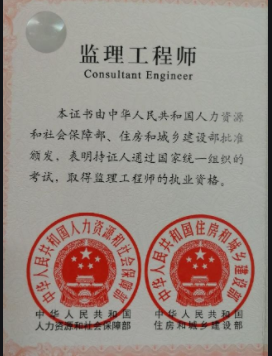 监理工程师
Consultant Engineer
本证书由中华人民共和国人力资源
和社会保障部、住房和城乡建设部批准
颁发，表明持证人通过国家统一组织的
考试，取得监理工程师的执业资格。
中华人民共和国人力资源和社会保障部
中华人民共和国住房和城乡建设部
中华人民共和国
人力资源和社会保障部
中华人民共和国
住房和城乡建设部